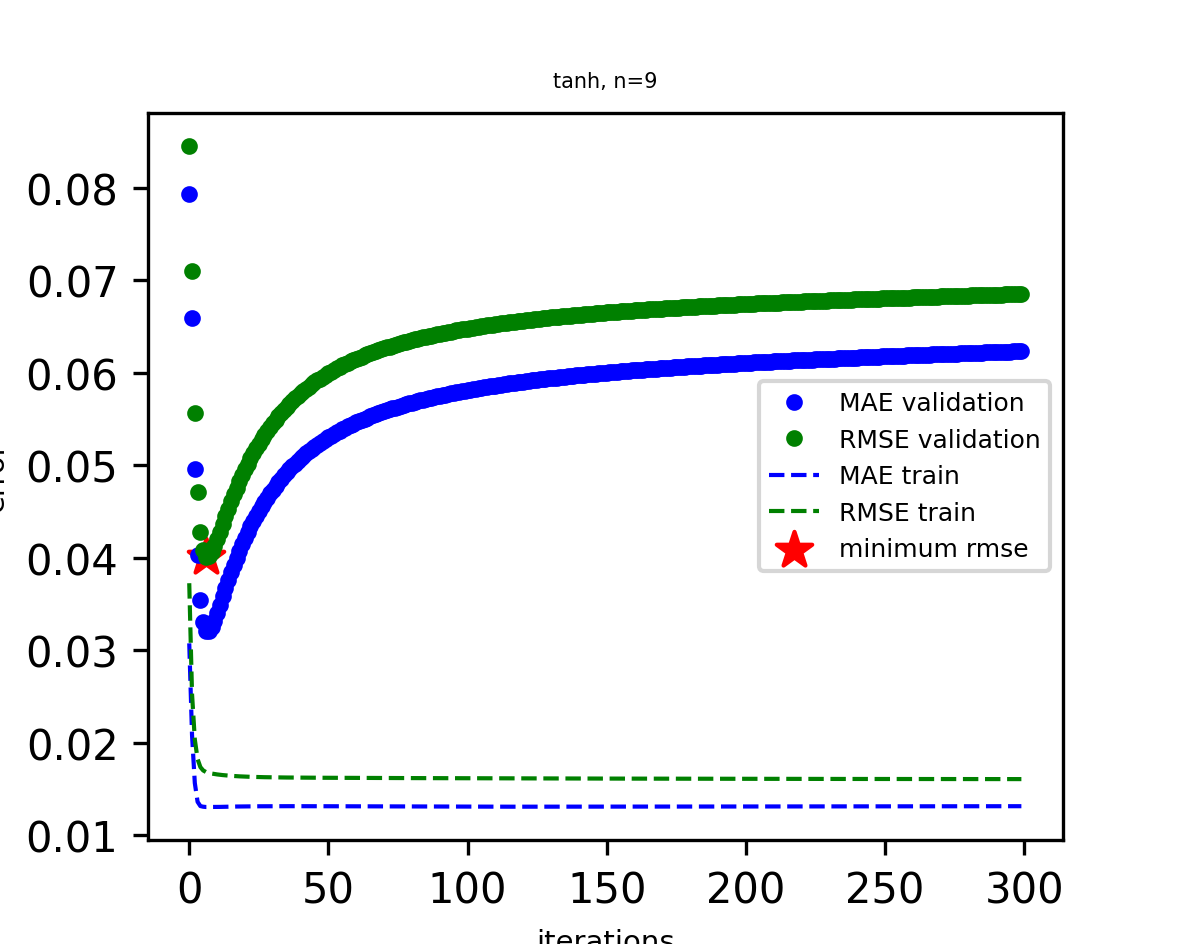 tanh, n=9
0.08
0.07
0.06
0.05
0.04
0.03
0.02
0.01
MAE validation
RMSE validation
MAE train
RMSE train
minimum rmse
0 50 100 150 200 250 300
iterations